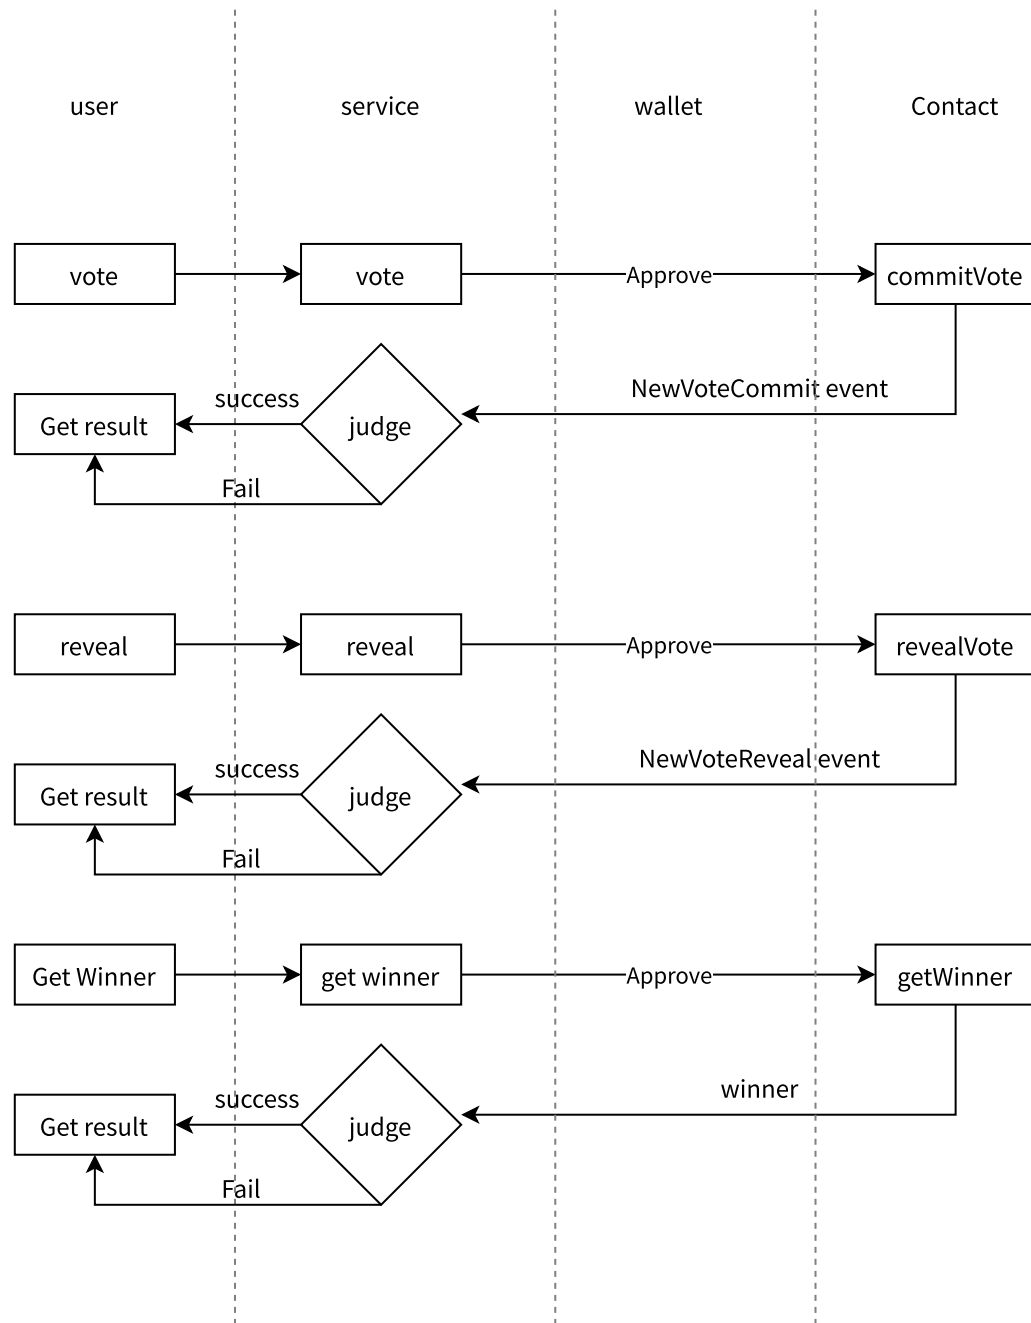 user
service
wallet
Contact
vote
vote
Approve
commitVote
NewVoteCommit event
success
judge
Get result
Fail
reveal
reveal
Approve
revealVote
NewVoteReveal event
success
judge
Get result
Fail
Get Winner
get winner
Approve
getWinner
winner
success
judge
Get result
Fail